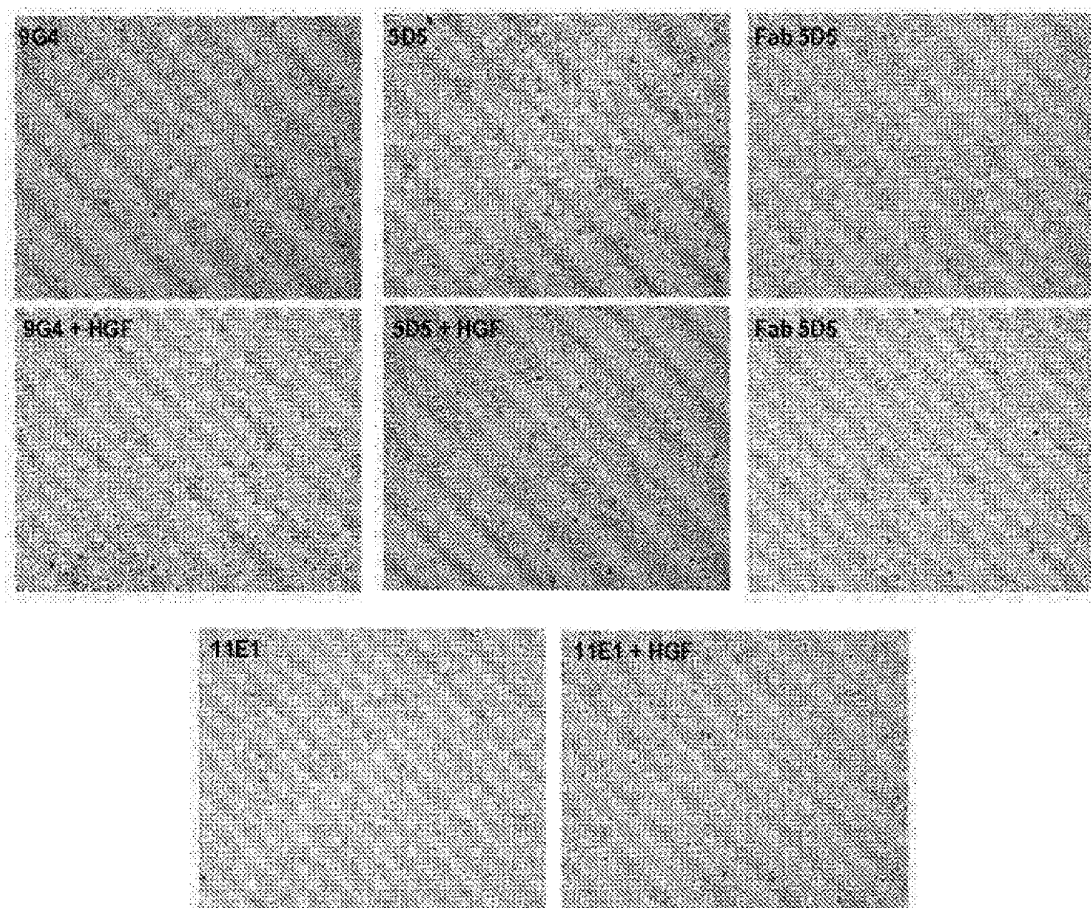 9G4
5D5
Fab 5D5
9G4 + HGF
5D5 + HGF
Fab 5D5
11E1
11E1 + HGF